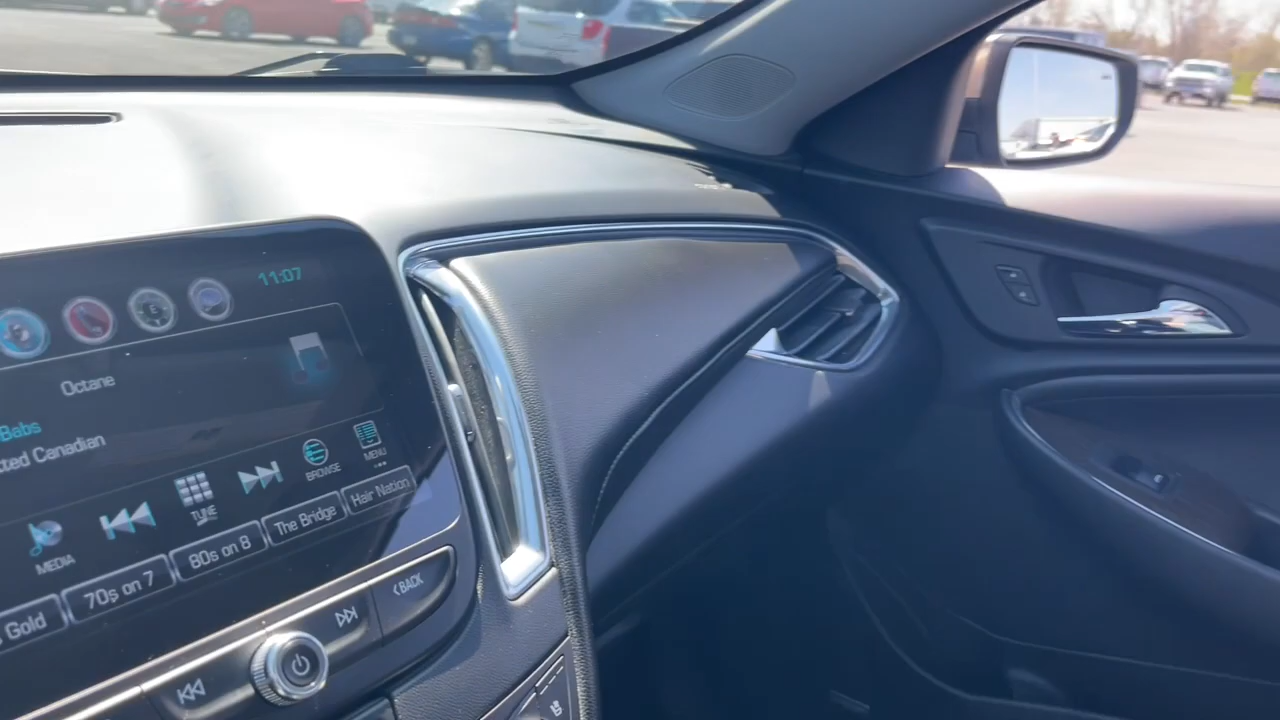 11:07
Octane
Babs
ted Canadian
MEDIA
TUNE
BROWSE
MENU
Gold
70s on 7
80s on 8
The Bridge
Hair Nation
<BACK